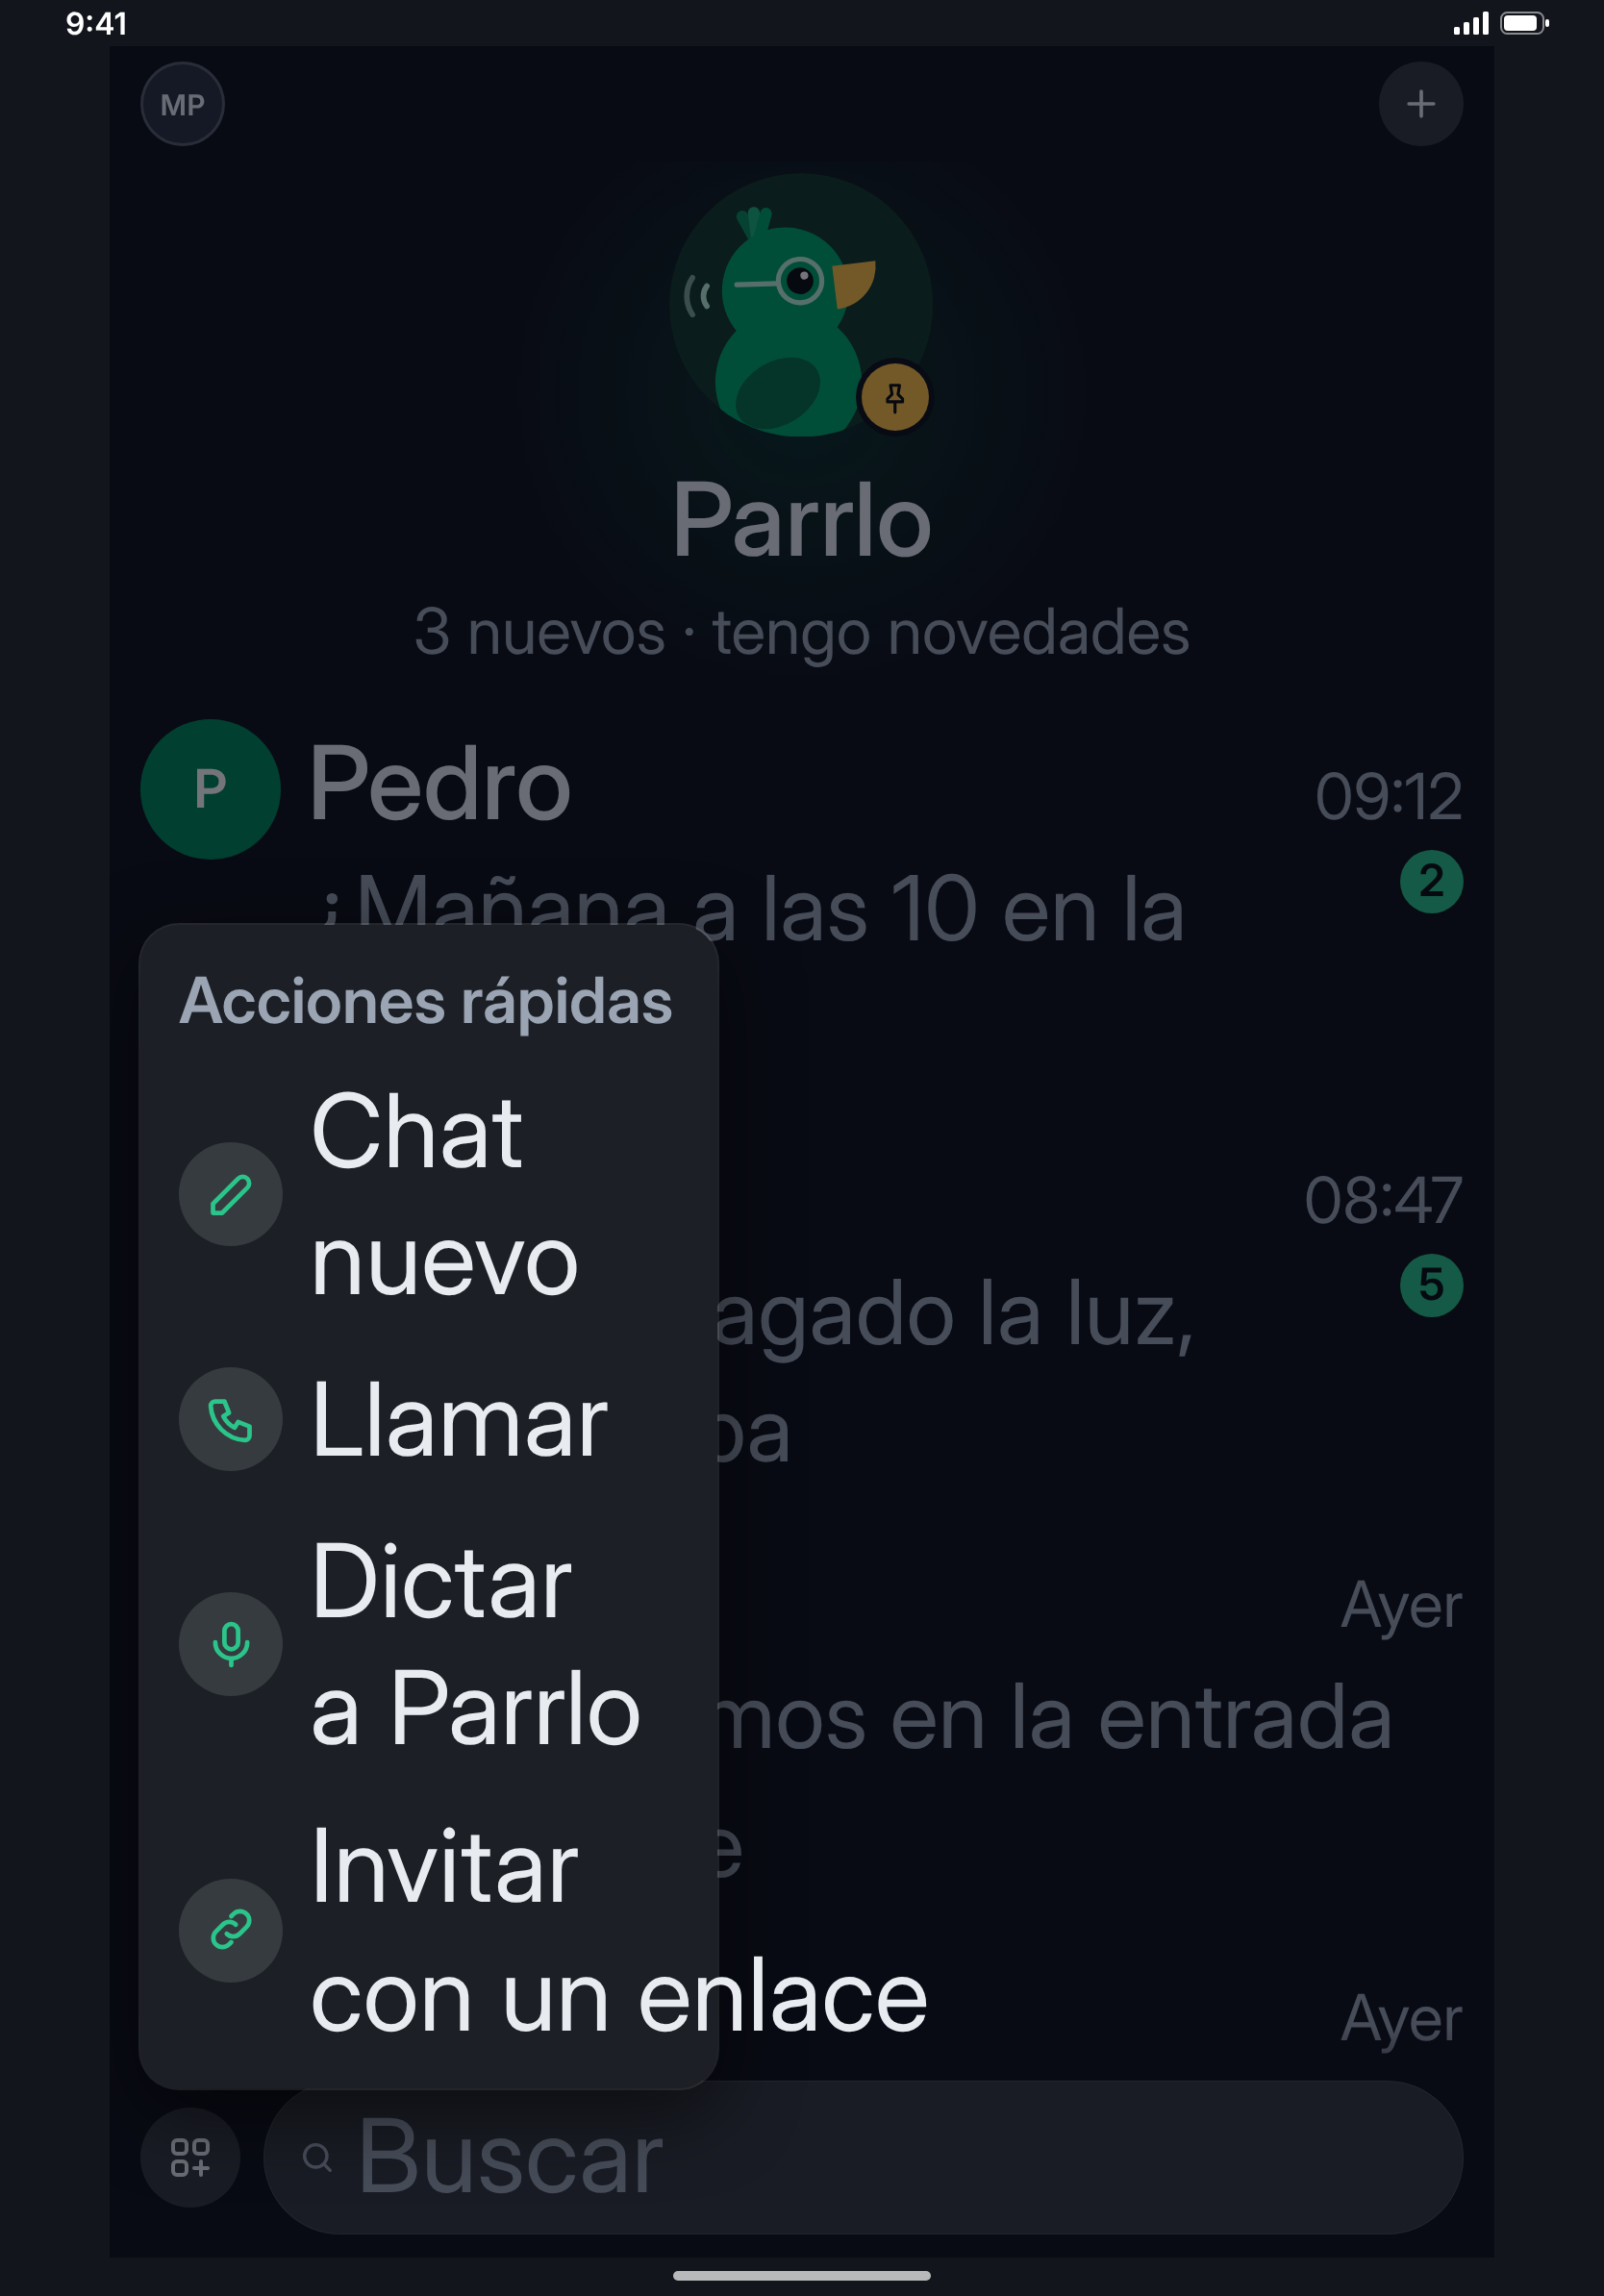 9:41
MP
Parrlo
3 nuevos · tengo novedades
P
Pedro
09:12
¿Mañana a las 10 en la
2
Acciones rápidas
Chat
nuevo
08:47
agado la luz,
5
Llamar
Dictar
a Parrlo
Ayer
mos en la entrada
Invitar
con un enlace
Ayer
Buscar